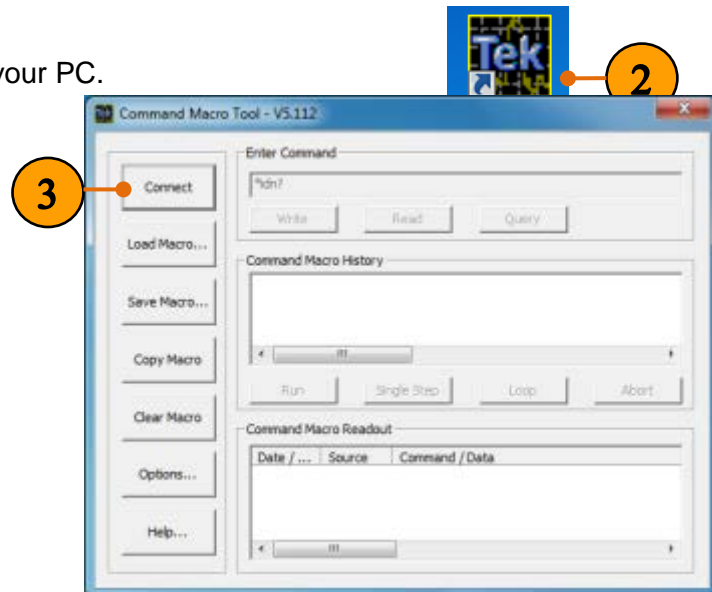 Tek
your PC.
2
Command Macro Tool - V5.112
3
Connect
Load Macro...
Save Macro...
Copy Macro
Clear Macro
Options...
Help...
Enter Command
*idn?
Write Read Query
Command Macro History
Run Single Step Loop Abort
Command Macro Readout
Date / ... Source Command / Data